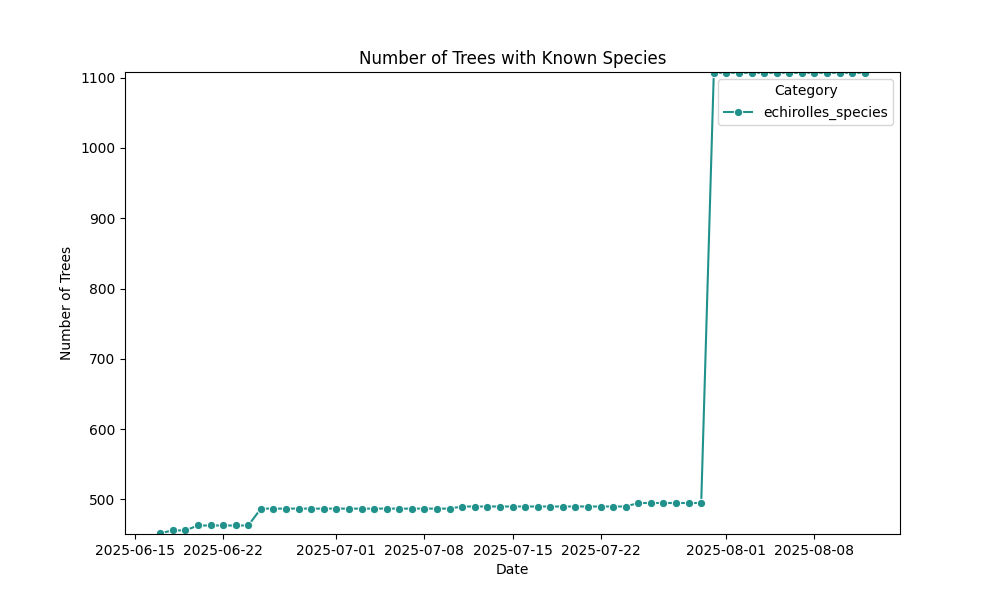 Number of Trees with Known Species
Number of Trees
1100
1000
900
800
700
600
500
Category
echirolles_species
2025-06-15 2025-06-22 2025-07-01 2025-07-08 2025-07-15 2025-07-22 2025-08-01 2025-08-08
Date